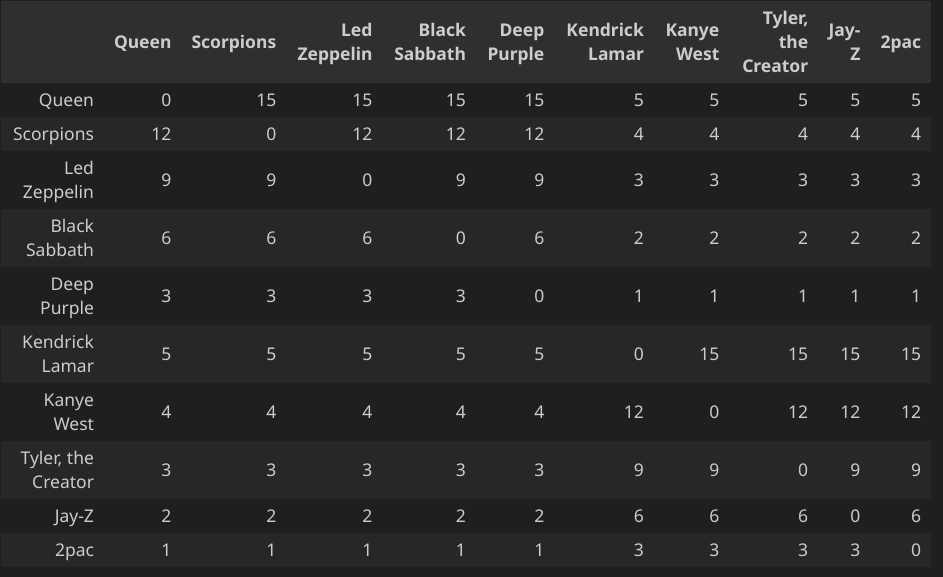 Queen Scorpions Led Zeppelin Black Sabbath Deep Purple Kendrick Lamar Kanye West Tyler, the Creator Jay-Z 2pac
Queen 0 15 15 15 15 5 5 5 5 5
Scorpions 12 0 12 12 12 4 4 4 4 4
Led Zeppelin 9 9 0 9 9 3 3 3 3 3
Black Sabbath 6 6 6 0 6 2 2 2 2 2
Deep Purple 3 3 3 3 0 1 1 1 1 1
Kendrick Lamar 5 5 5 5 5 0 15 15 15 15
Kanye West 4 4 4 4 4 12 0 12 12 12
Tyler, the Creator 3 3 3 3 3 9 9 0 9 9
Jay-Z 2 2 2 2 2 6 6 6 0 6
2pac 1 1 1 1 1 3 3 3 3 0